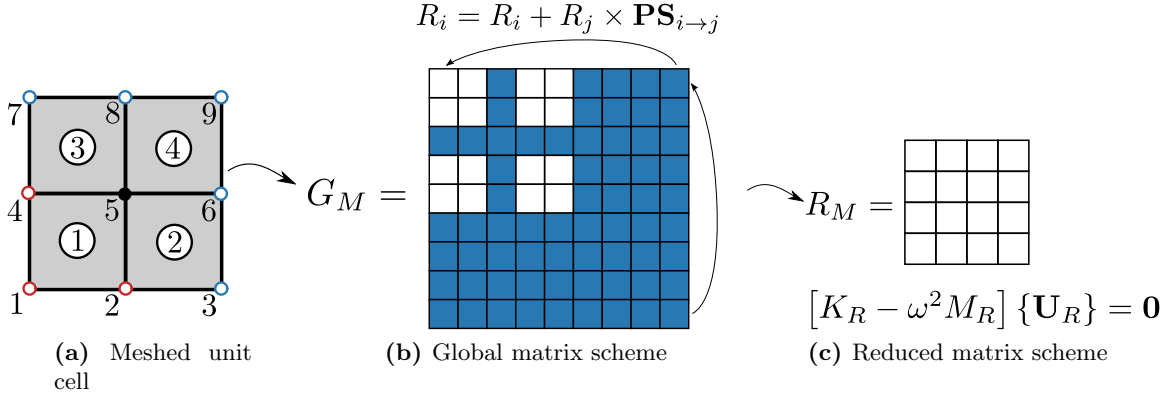 R_i = R_i + R_j × PS_{i→j}
7 8 9
③ ④
4 5 6
① ②
1 2 3
G_M =
R_M =
[K_R − ω²M_R] {U_R} = 0
(a) Meshed unit
cell
(b) Global matrix scheme
(c) Reduced matrix scheme